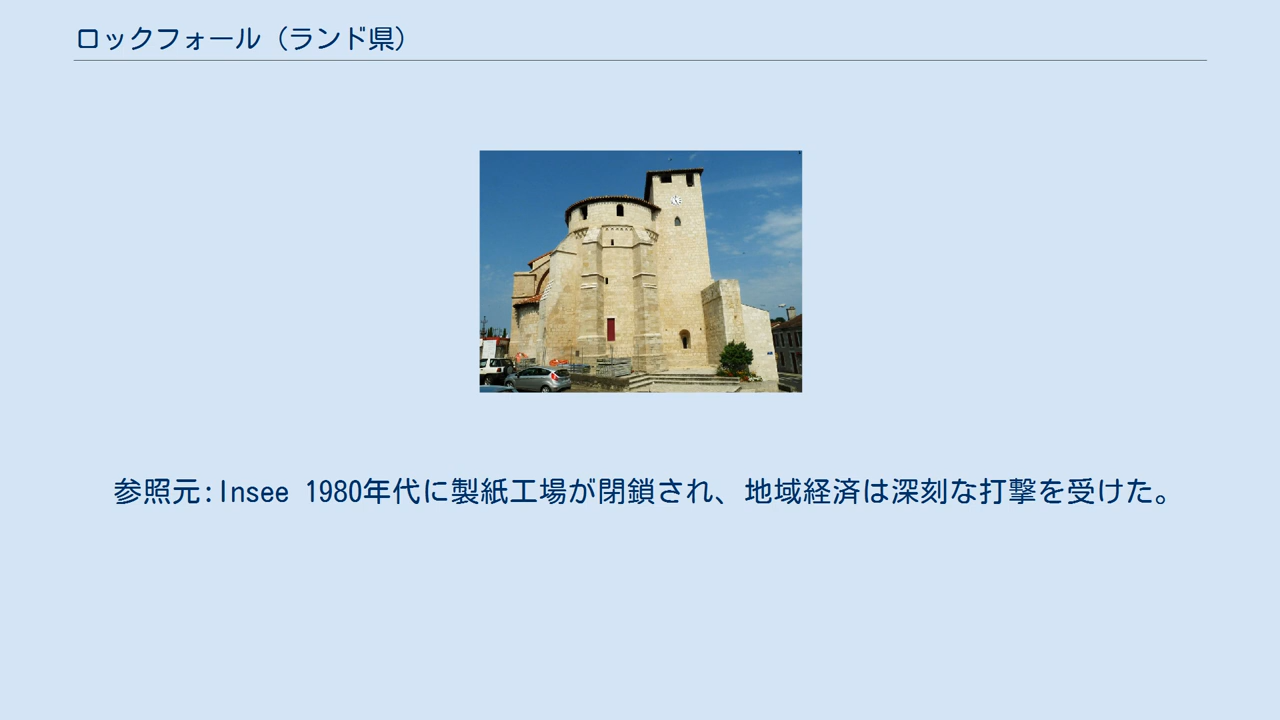 ロックフォール（ランド県）
参照元:Insee 1980年代に製紙工場が閉鎖され、地域経済は深刻な打撃を受けた。